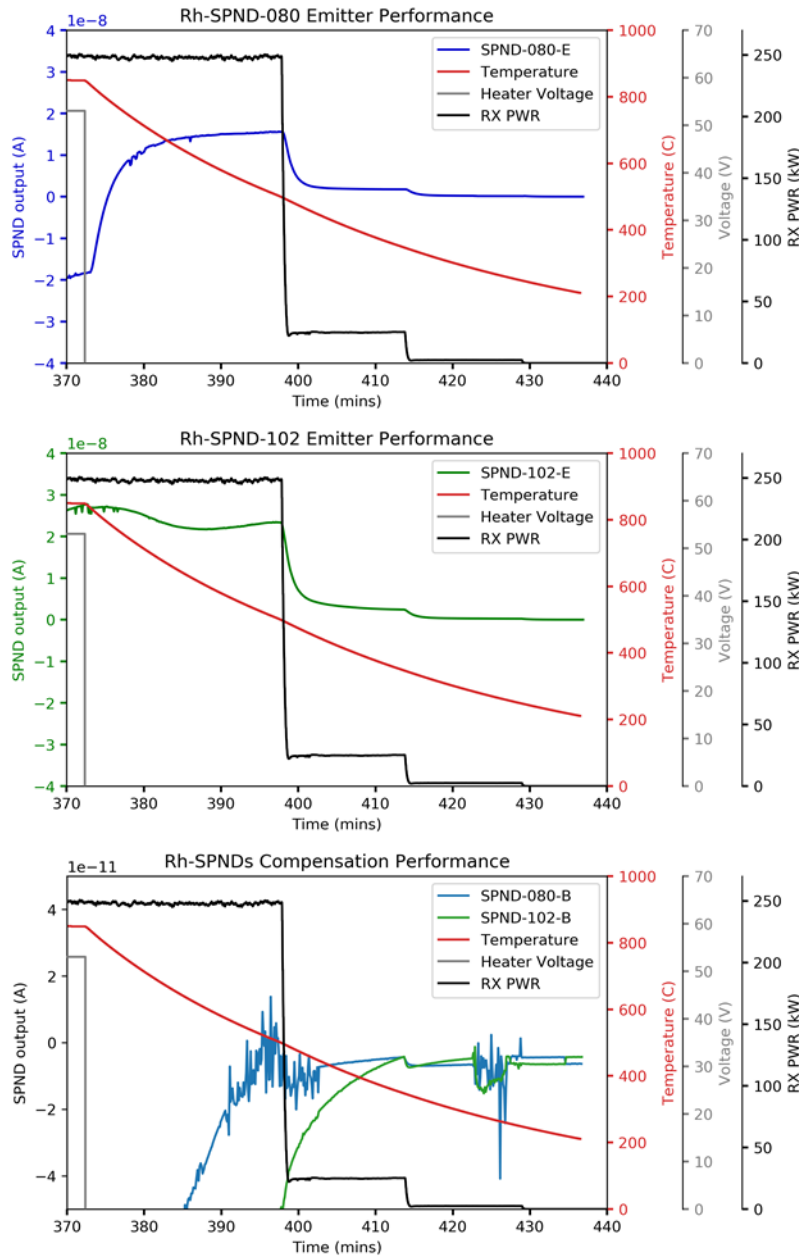 Rh-SPND-080 Emitter Performance
1e−8
SPND-080-E
Temperature
Heater Voltage
RX PWR
4
3
2
1
0
−1
−2
−3
−4
SPND output (A)
1000
800
600
400
200
0
Temperature (C)
70
60
50
40
30
20
10
0
Voltage (V)
250
200
150
100
50
0
RX PWR (kW)
370 380 390 400 410 420 430 440
Time (mins)
Rh-SPND-102 Emitter Performance
1e−8
SPND-102-E
Temperature
Heater Voltage
RX PWR
4
3
2
1
0
−1
−2
−3
−4
SPND output (A)
1000
800
600
400
200
0
Temperature (C)
70
60
50
40
30
20
10
0
Voltage (V)
250
200
150
100
50
0
RX PWR (kW)
370 380 390 400 410 420 430 440
Time (mins)
Rh-SPNDs Compensation Performance
1e−11
SPND-080-B
SPND-102-B
Temperature
Heater Voltage
RX PWR
4
2
0
−2
−4
SPND output (A)
1000
800
600
400
200
0
Temperature (C)
70
60
50
40
30
20
10
0
Voltage (V)
250
200
150
100
50
0
RX PWR (kW)
370 380 390 400 410 420 430 440
Time (mins)